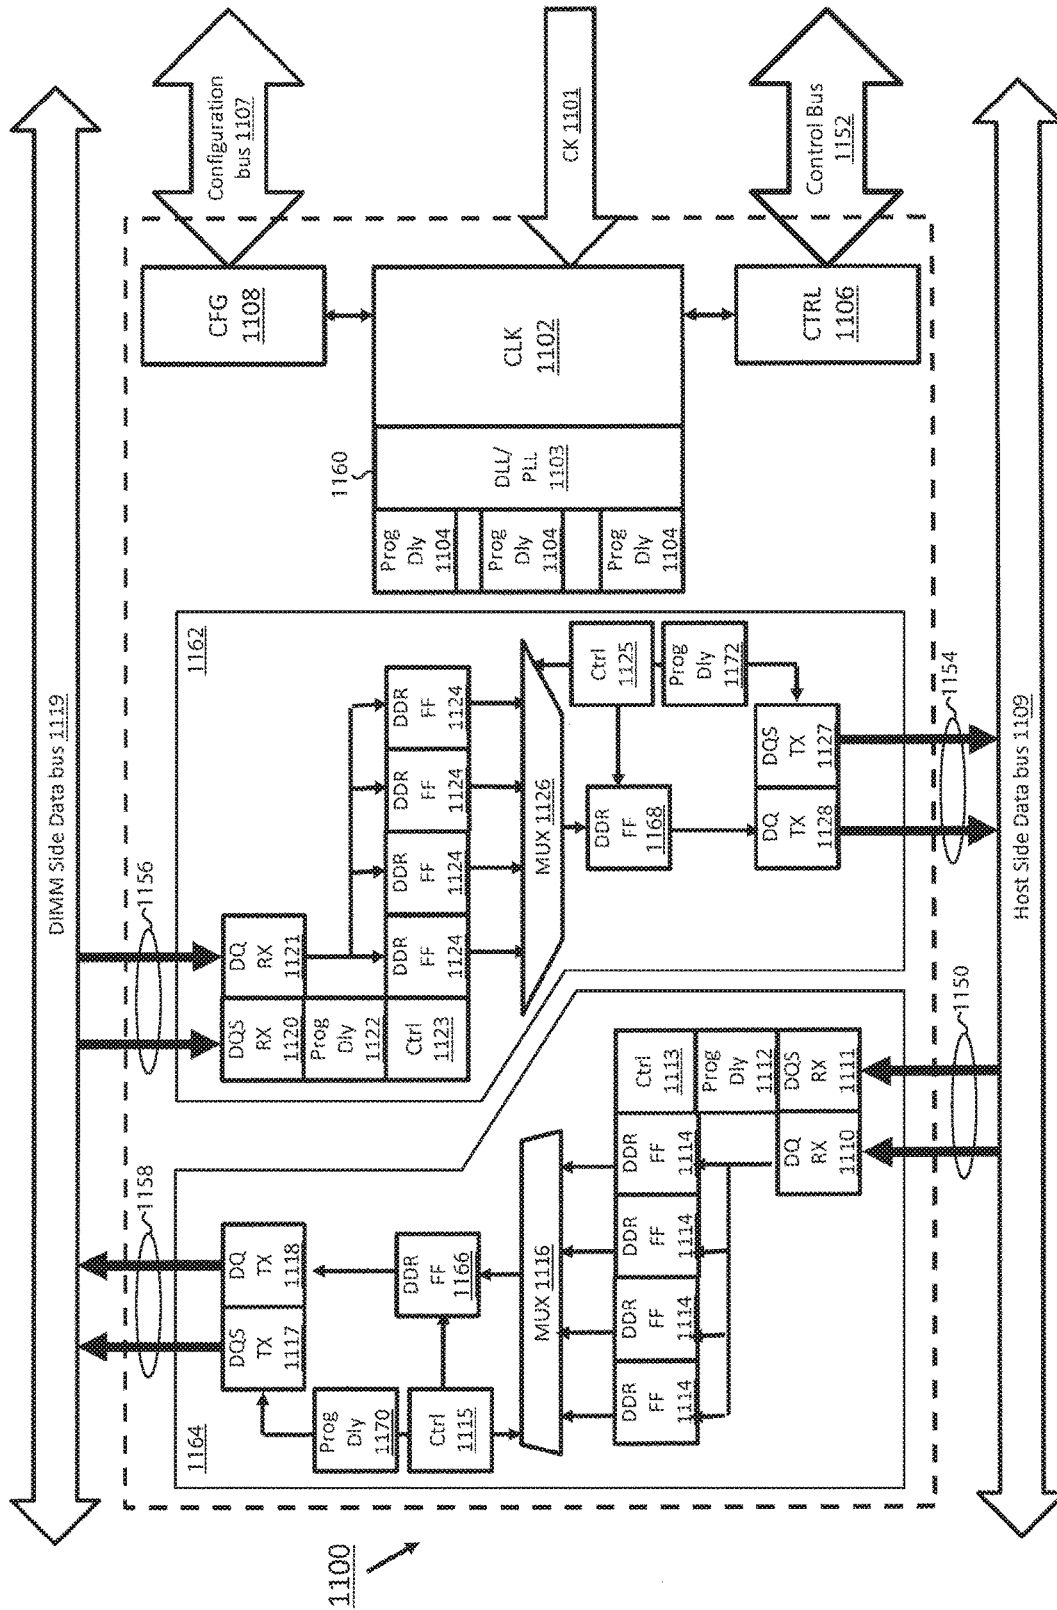 1100
DIMM Side Data bus 1119
1158
1156
1164
DQS
TX
1117
DQ
TX
1118
Prog
Dly
1170
Ctrl
1115
DDR
FF
1166
MUX 1116
DDR
FF
1114
DDR
FF
1114
DDR
FF
1114
DDR
FF
1114
Ctrl
1113
Prog
Dly
1112
DQ
RX
1110
DQS
RX
1111
1150
1162
DQS
RX
1120
DQ
RX
1121
Prog
Dly
1122
Ctrl
1123
DDR
FF
1124
DDR
FF
1124
DDR
FF
1124
DDR
FF
1124
MUX 1126
DDR
FF
1168
Ctrl
1125
Prog
Dly
1172
DQ
TX
1128
DQS
TX
1127
1154
1160
Prog
Dly
1104
Prog
Dly
1104
Prog
Dly
1104
DLL/
PLL
1103
CLK
1102
CFG
1108
CTRL
1106
Configuration
bus 1107
CK 1101
Control Bus
1152
Host Side Data bus 1109